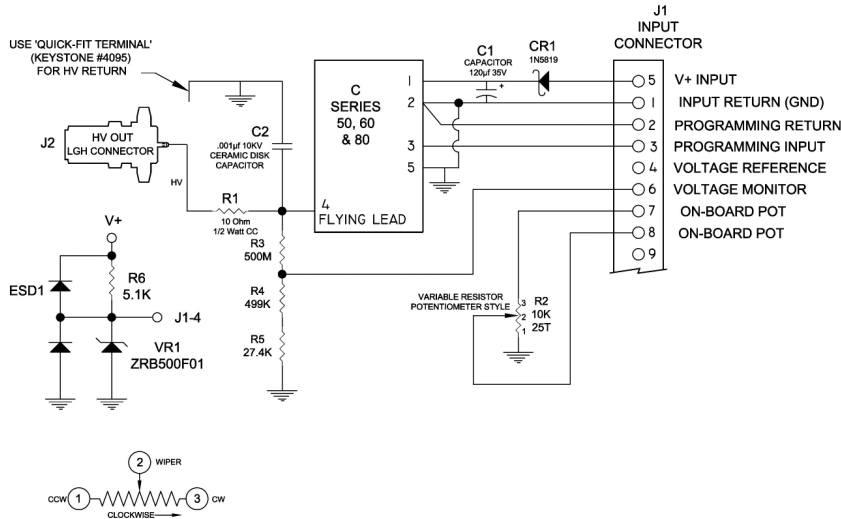 J1
INPUT
CONNECTOR
USE 'QUICK-FIT TERMINAL'
(KEYSTONE #4095)
FOR HV RETURN
C1
CAPACITOR
120µf 35V
+
CR1
1N5819
C
SERIES
50, 60
& 80
1
2
3
5
4
FLYING LEAD
5 V+ INPUT
1 INPUT RETURN (GND)
2 PROGRAMMING RETURN
3 PROGRAMMING INPUT
4 VOLTAGE REFERENCE
6 VOLTAGE MONITOR
7 ON-BOARD POT
8 ON-BOARD POT
9
J2
HV OUT
LGH CONNECTOR
HV
C2
.001µf 10KV
CERAMIC DISK
CAPACITOR
R1
10 Ohm
1/2 Watt CC
R3
500M
R4
499K
R5
27.4K
V+
ESD1
R6
5.1K
J1-4
VR1
ZRB500F01
VARIABLE RESISTOR
POTENTIOMETER STYLE
3
2
1
R2
10K
25T
2 WIPER
CCW 1
3 CW
CLOCKWISE